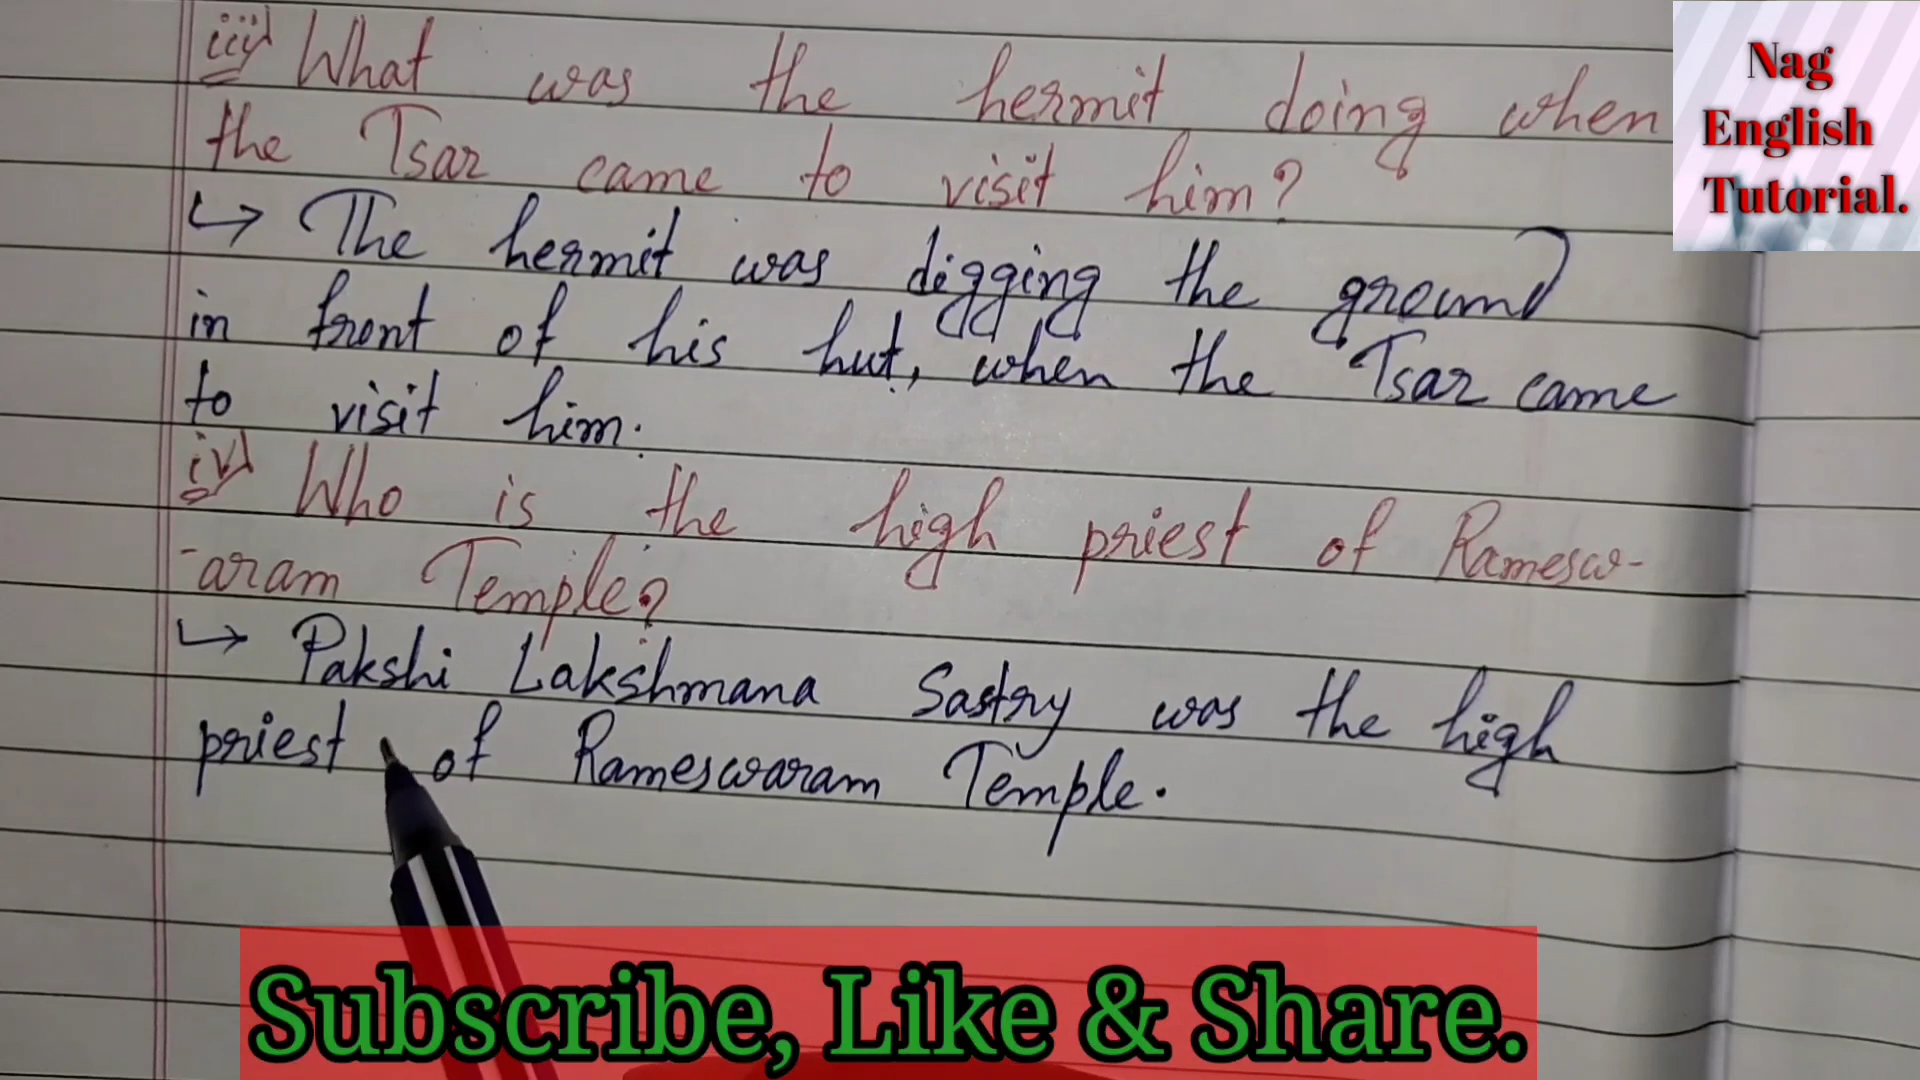 iii) What was the hermit doing when
the Tsar came to visit him?
↳ The hermit was digging the ground
in front of his hut, when the Tsar came
to visit him.
iv) Who is the high priest of Ramesw-
-aram Temple?
↳ Pakshi Lakshmana Sastry was the high
priest of Rameswaram Temple.
Nag
English
Tutorial.
Subscribe, Like & Share.